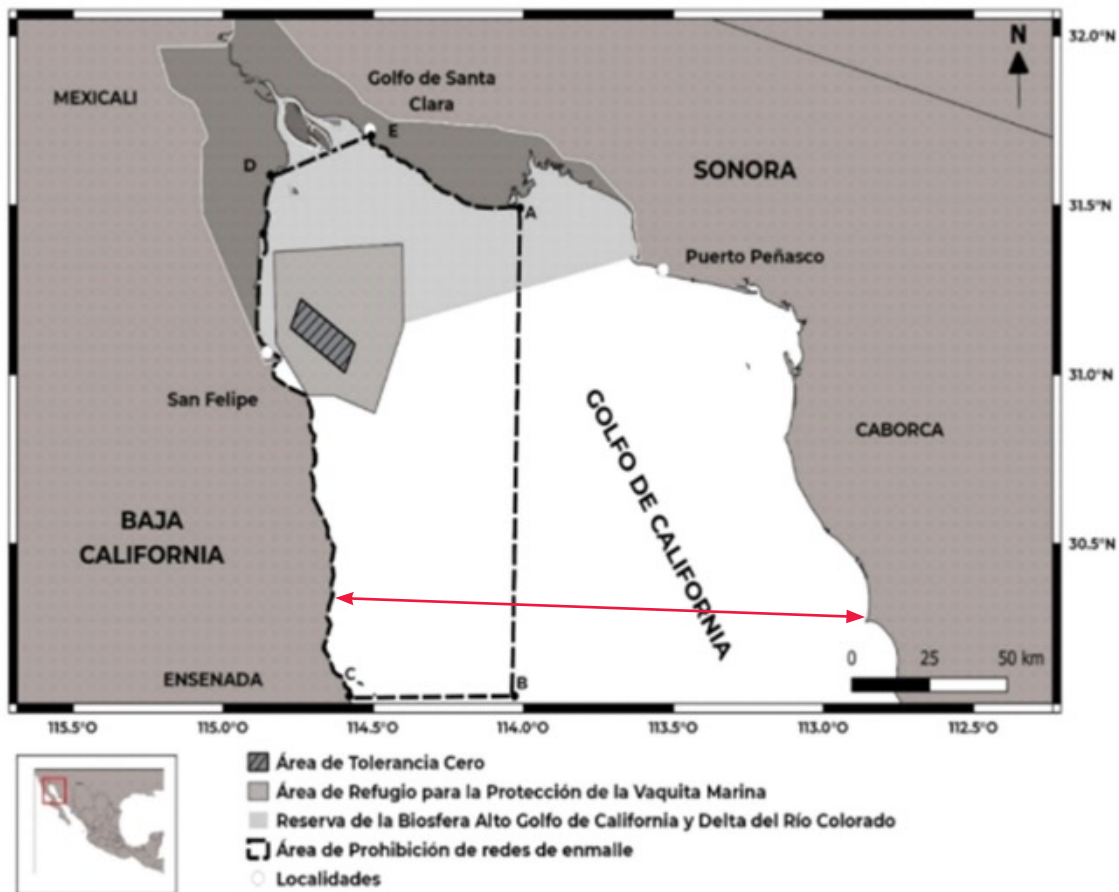 N
32.0°N
Golfo de Santa
Clara
MEXICALI
E
D
SONORA
31.5°N
A
Puerto Peñasco
31.0°N
San Felipe
GOLFO DE CALIFORNIA
CABORCA
BAJA
CALIFORNIA
30.5°N
0 25 50 km
ENSENADA
C
B
115.5°O 115.0°O 114.5°O 114.0°O 113.5°O 113.0°O 112.5°O
Área de Tolerancia Cero
Área de Refugio para la Protección de la Vaquita Marina
Reserva de la Biosfera Alto Golfo de California y Delta del Río Colorado
Área de Prohibición de redes de enmalle
Localidades